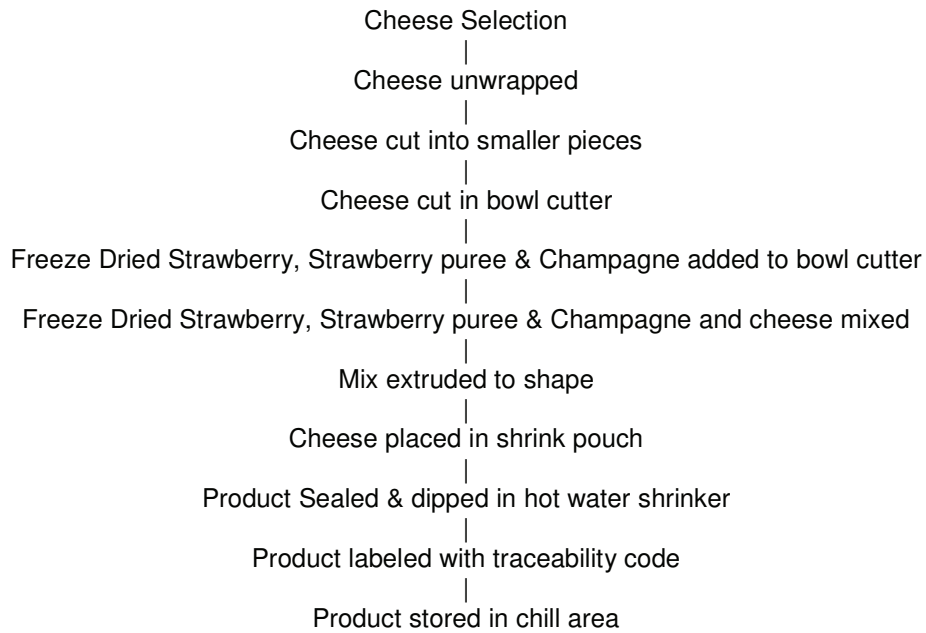 Cheese Selection
Cheese unwrapped
Cheese cut into smaller pieces
Cheese cut in bowl cutter
Freeze Dried Strawberry, Strawberry puree & Champagne added to bowl cutter
Freeze Dried Strawberry, Strawberry puree & Champagne and cheese mixed
Mix extruded to shape
Cheese placed in shrink pouch
Product Sealed & dipped in hot water shrinker
Product labeled with traceability code
Product stored in chill area